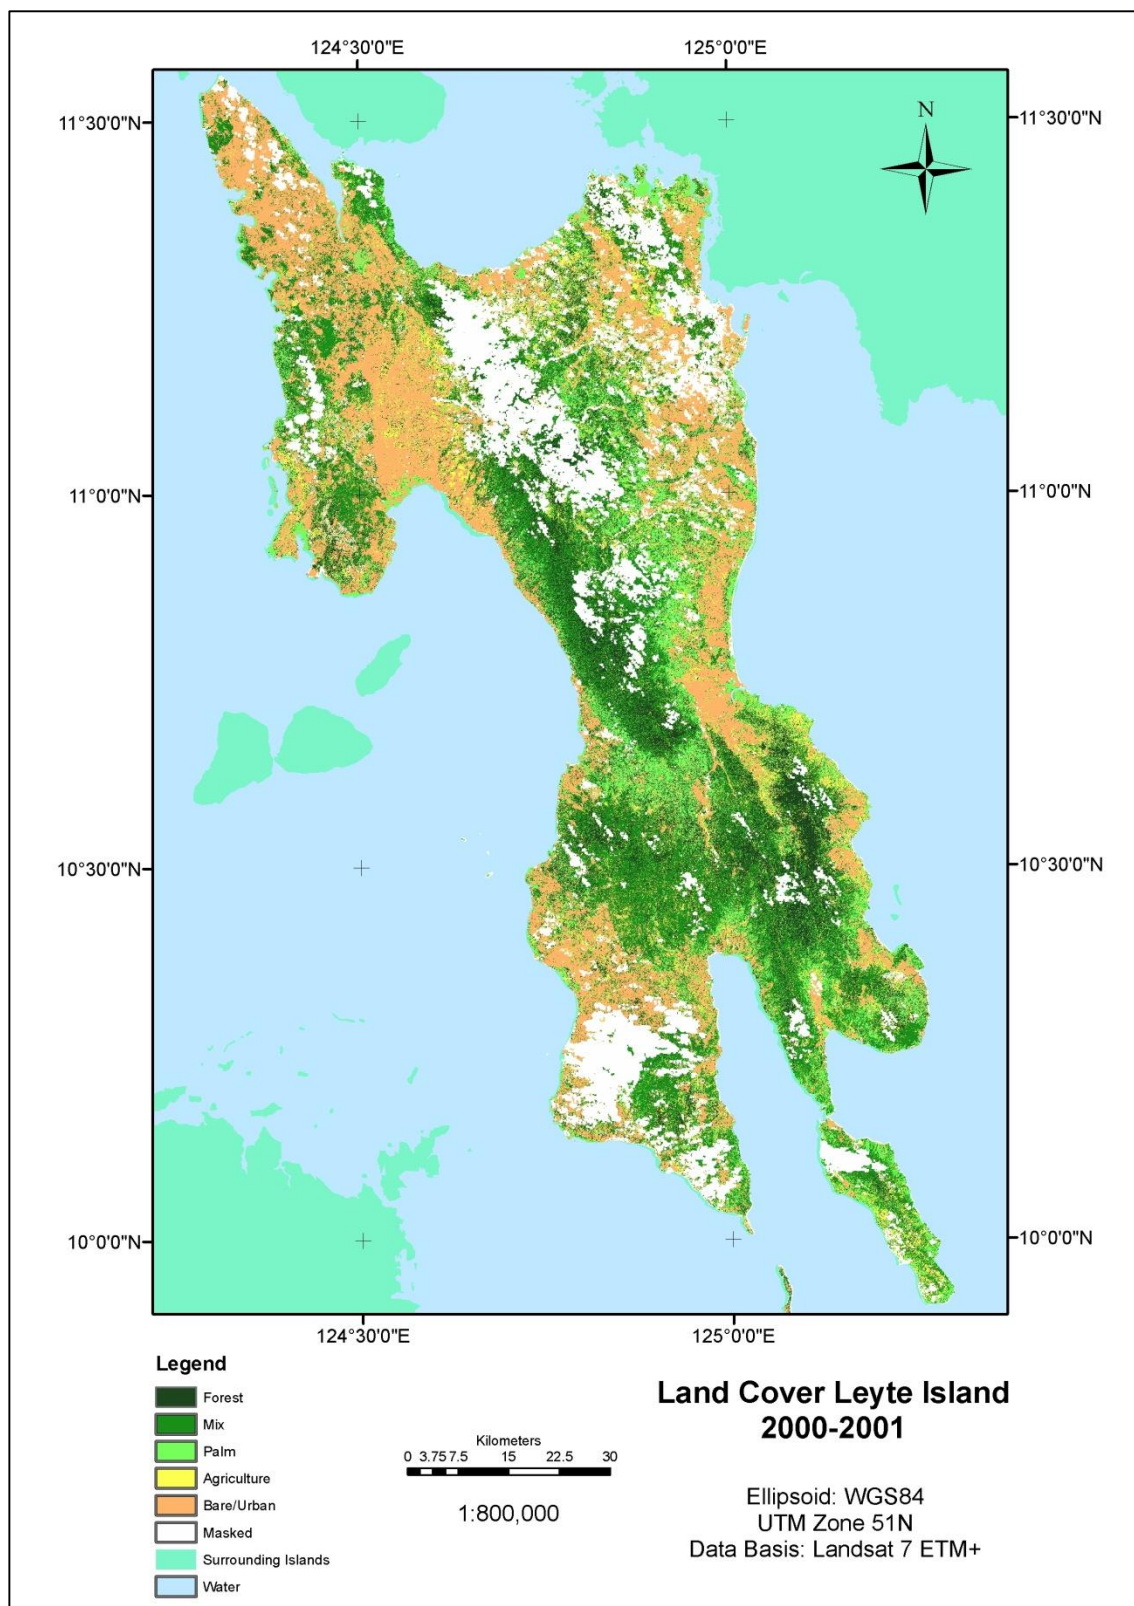 124°30'0"E 125°0'0"E
11°30'0"N 11°30'0"N
N
11°0'0"N 11°0'0"N
10°30'0"N 10°30'0"N
10°0'0"N 10°0'0"N
124°30'0"E 125°0'0"E
Legend
Forest
Mix
Palm
Agriculture
Bare/Urban
Masked
Surrounding Islands
Water
Kilometers
0 3.75 7.5 15 22.5 30
1:800,000
Land Cover Leyte Island
2000-2001
Ellipsoid: WGS84
UTM Zone 51N
Data Basis: Landsat 7 ETM+